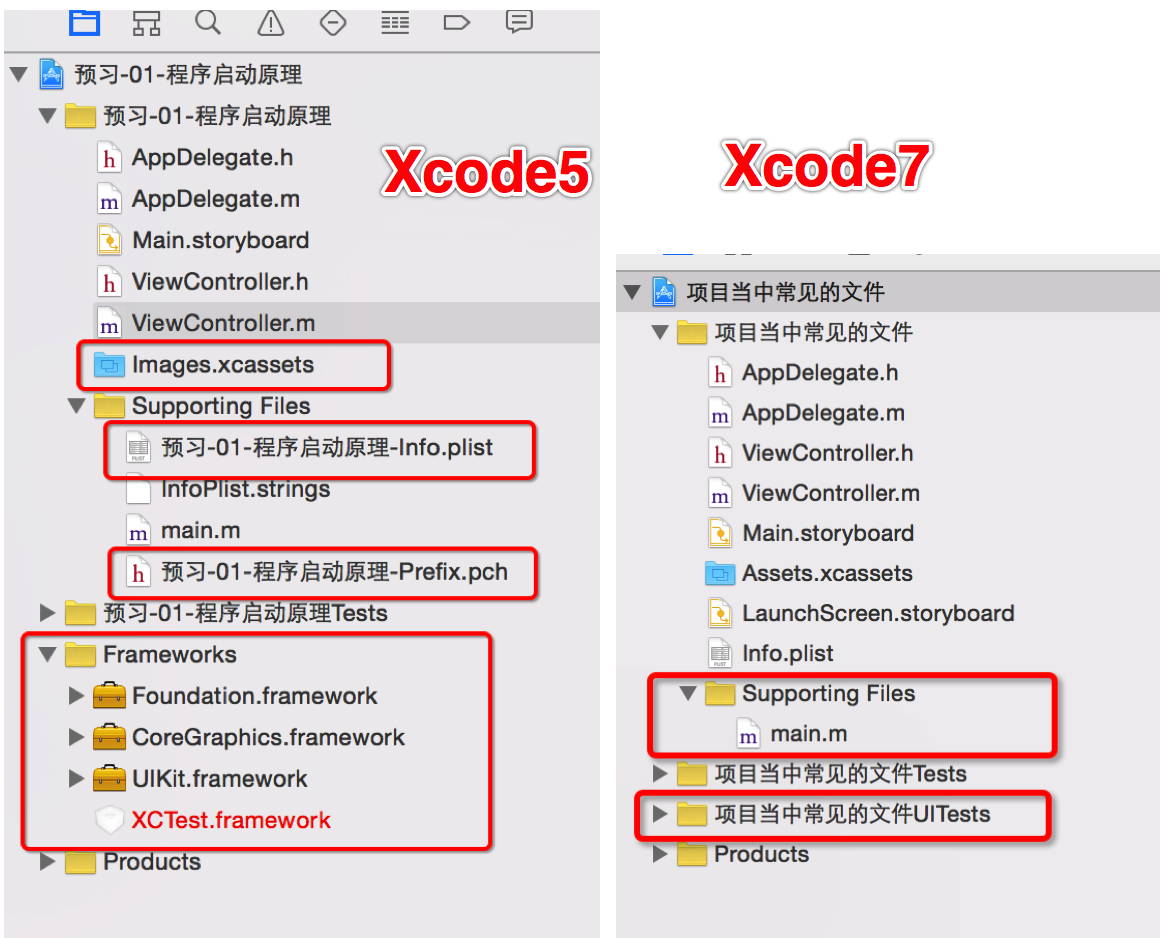 预习-01-程序启动原理
预习-01-程序启动原理
AppDelegate.h
Xcode5
AppDelegate.m
Main.storyboard
ViewController.h
ViewController.m
Images.xcassets
Supporting Files
预习-01-程序启动原理-Info.plist
InfoPlist.strings
main.m
预习-01-程序启动原理-Prefix.pch
预习-01-程序启动原理Tests
Frameworks
Foundation.framework
CoreGraphics.framework
UIKit.framework
XCTest.framework
Products
Xcode7
项目当中常见的文件
项目当中常见的文件
AppDelegate.h
AppDelegate.m
ViewController.h
ViewController.m
Main.storyboard
Assets.xcassets
LaunchScreen.storyboard
Info.plist
Supporting Files
main.m
项目当中常见的文件Tests
项目当中常见的文件UITests
Products